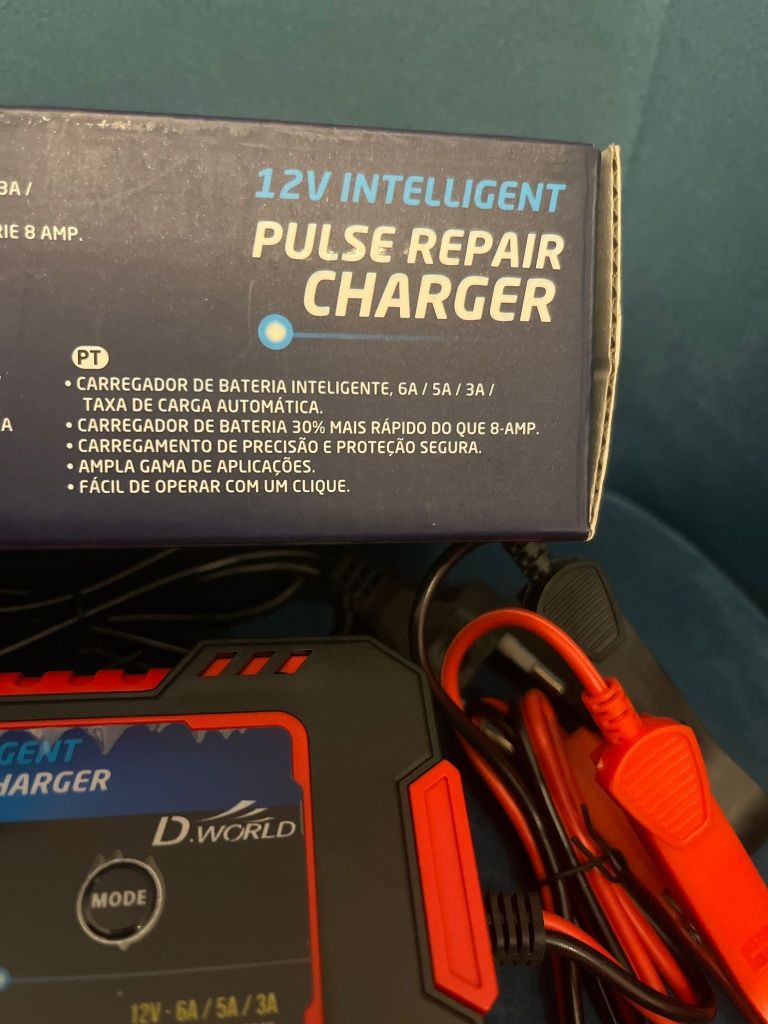 3A /
RIE 8 AMP.
A
12V INTELLIGENT
PULSE REPAIR
CHARGER
PT
• CARREGADOR DE BATERIA INTELIGENTE, 6A / 5A / 3A /
TAXA DE CARGA AUTOMÁTICA.
• CARREGADOR DE BATERIA 30% MAIS RÁPIDO DO QUE 8-AMP.
• CARREGAMENTO DE PRECISÃO E PROTEÇÃO SEGURA.
• AMPLA GAMA DE APLICAÇÕES.
• FÁCIL DE OPERAR COM UM CLIQUE.
GENT
HARGER
D.WORLD
MODE
12V - 6A / 5A / 3A